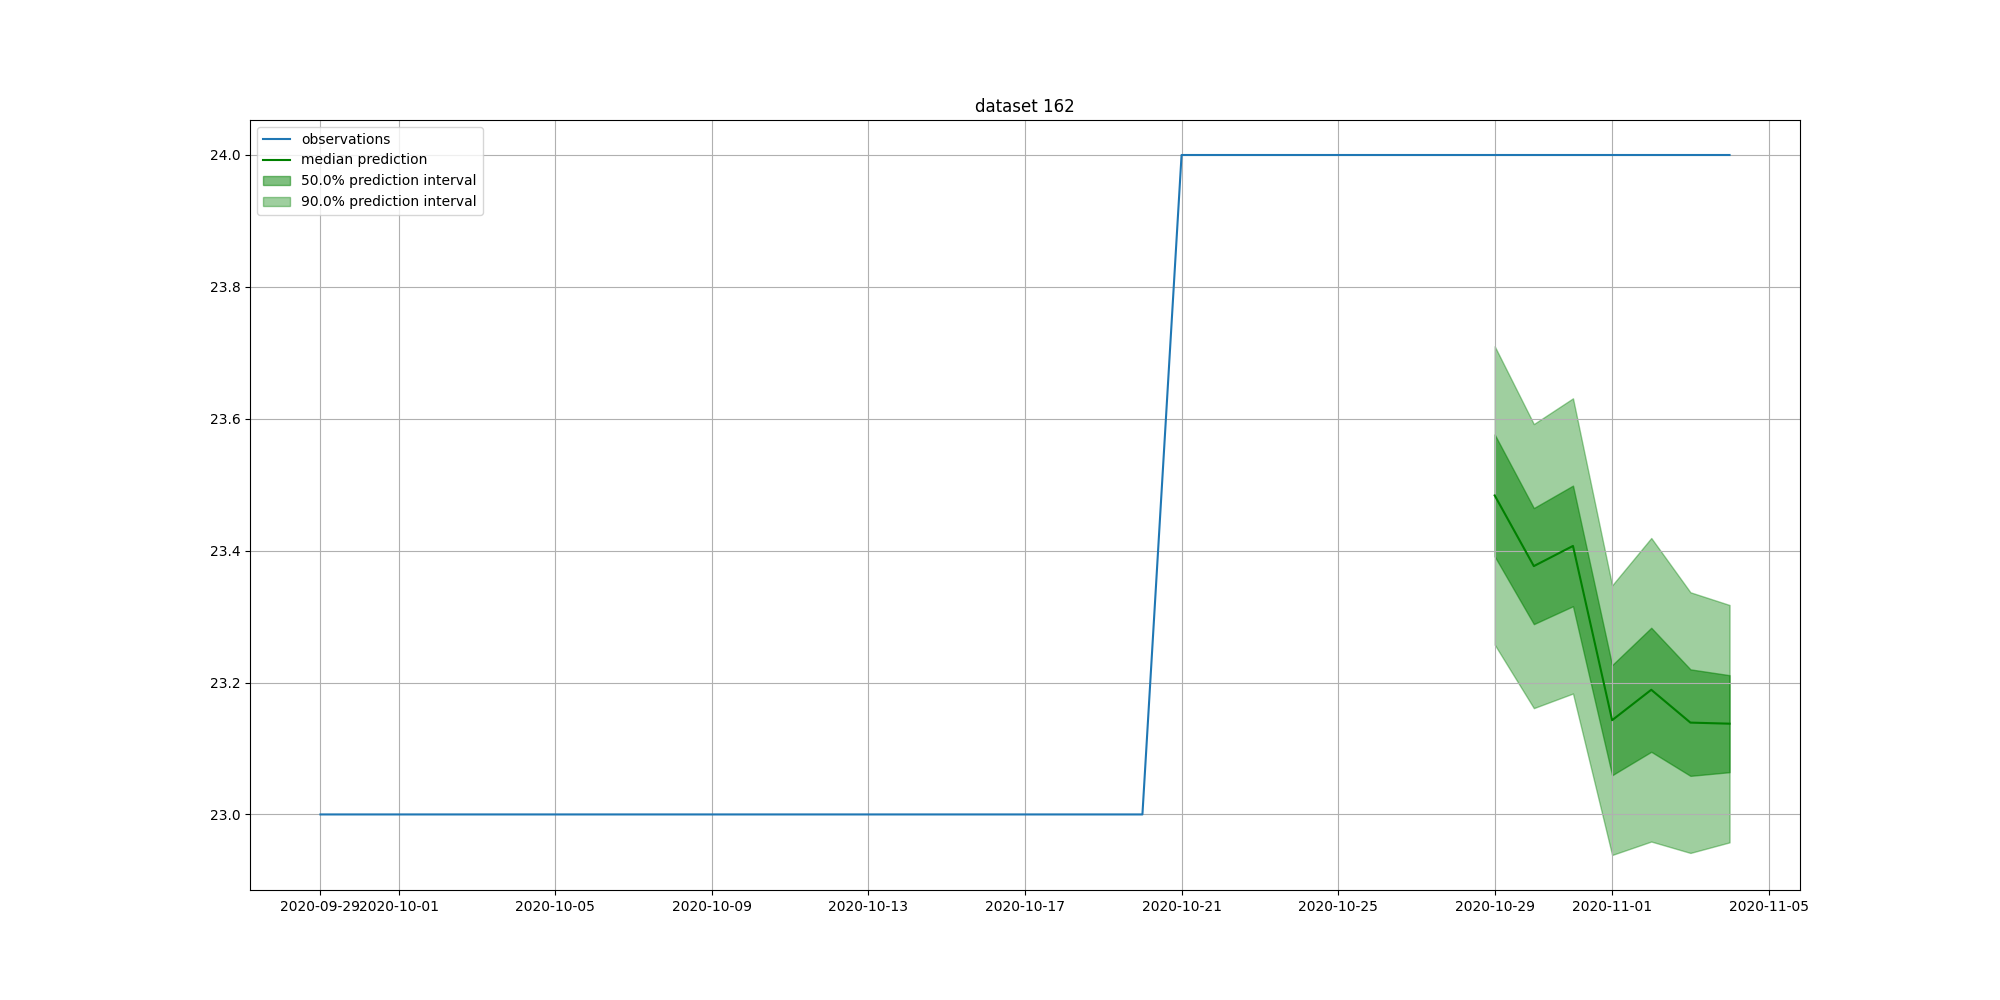 dataset 162
observations
median prediction
50.0% prediction interval
90.0% prediction interval
24.0
23.8
23.6
23.4
23.2
23.0
2020-09-29 2020-10-01 2020-10-05 2020-10-09 2020-10-13 2020-10-17 2020-10-21 2020-10-25 2020-10-29 2020-11-01 2020-11-05